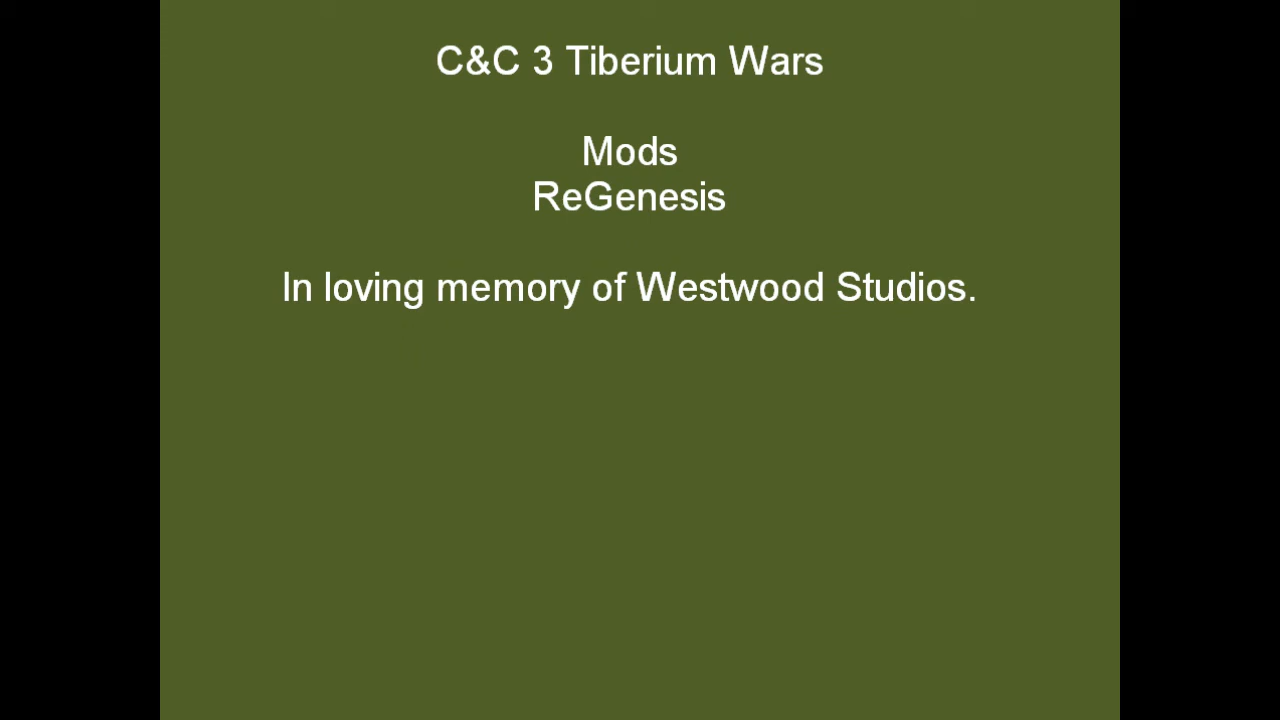 C&C 3 Tiberium Wars
Mods
ReGenesis
In loving memory of Westwood Studios.